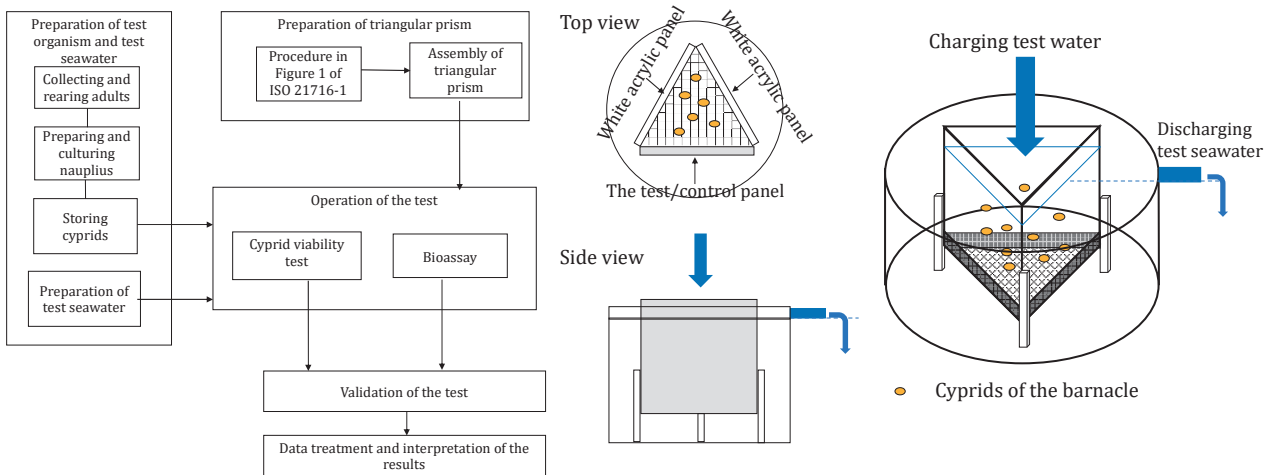 Preparation of test
organism and test
seawater
Collecting and
rearing adults
Preparing and
culturing
nauplius
Storing
cyprids
Preparation of
test seawater
Preparation of triangular prism
Procedure in
Figure 1 of
ISO 21716-1
Assembly of
triangular
prism
Operation of the test
Cyprid viability
test
Bioassay
Validation of the test
Data treatment and interpretation of the
results
Top view
White acrylic panel
White acrylic panel
The test/control panel
Side view
Charging test water
Discharging
test seawater
Cyprids of the barnacle